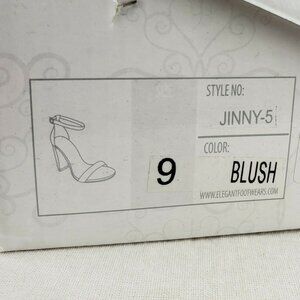 STYLE NO:
JINNY-5
COLOR:
9
BLUSH
WWW.ELEGANTFOOTWEARS.COM